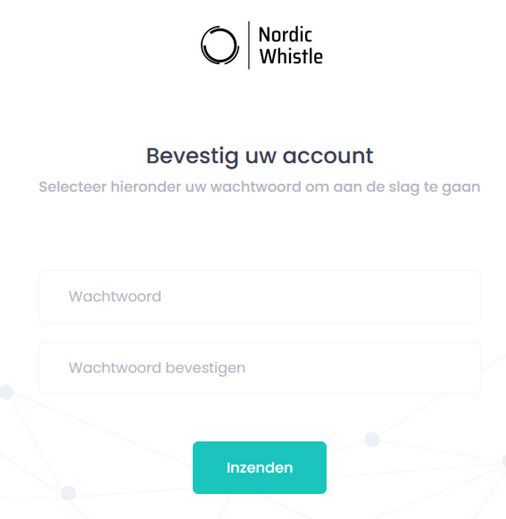 Nordic
Whistle
Bevestig uw account
Selecteer hieronder uw wachtwoord om aan de slag te gaan
Wachtwoord
Wachtwoord bevestigen
Inzenden